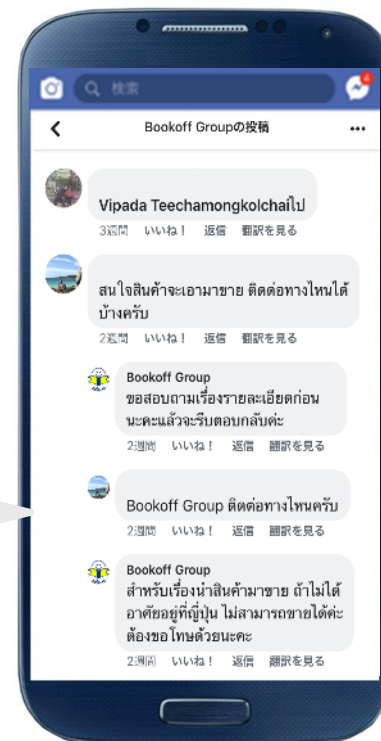 検索
4
Bookoff Groupの投稿
Vipada Teechamongkolchaiไป
3週間 いいね! 返信 翻訳を見る
สนใจสินค้าจะเอามาขาย ติดต่อทางไหนได้
บ้างครับ
2週間 いいね! 返信 翻訳を見る
Bookoff Group
ขอสอบถามเรื่องรายละเอียดก่อน
นะคะแล้วจะรีบตอบกลับค่ะ
2週間 いいね! 返信 翻訳を見る
Bookoff Group ติดต่อทางไหนครับ
2週間 いいね! 返信 翻訳を見る
Bookoff Group
สำหรับเรื่องนำสินค้ามาขาย ถ้าไม่ได้
อาศัยอยู่ที่ญี่ปุ่น ไม่สามารถขายได้ค่ะ
ต้องขอโทษด้วยนะคะ
2週間 いいね! 返信 翻訳を見る